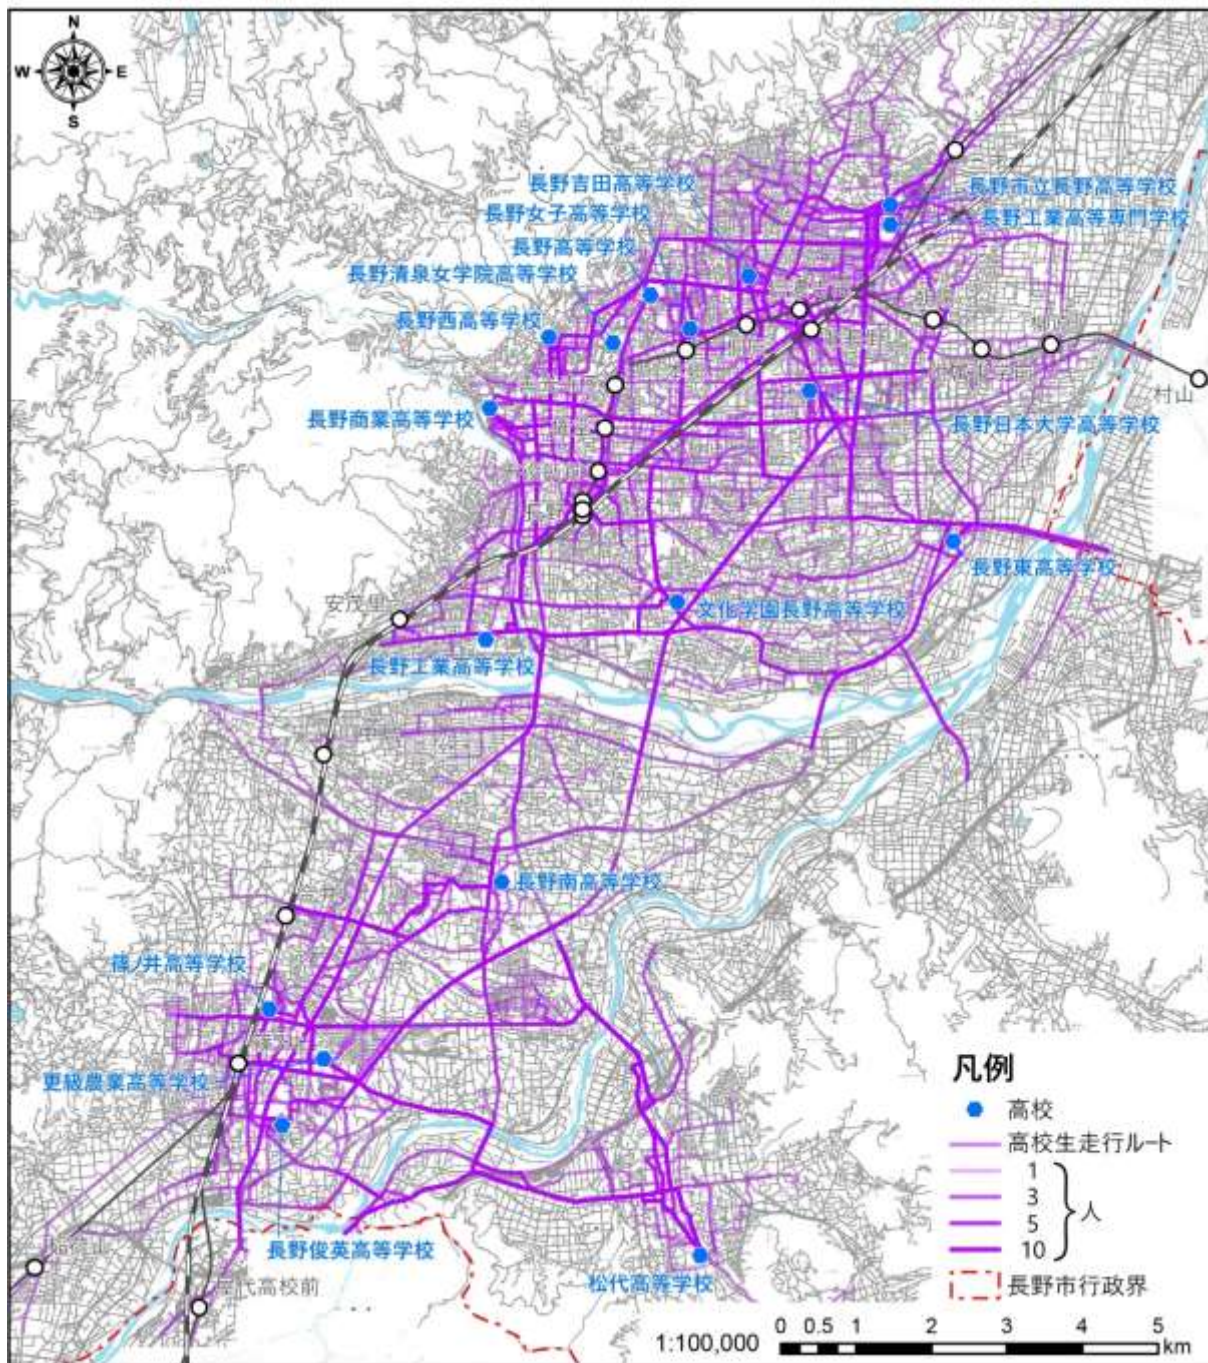 N
W E
S
長野吉田高等学校
長野市立長野高等学校
長野女子高等学校
長野工業高等専門学校
長野高等学校
長野清泉女学院高等学校
長野西高等学校
村山
長野商業高等学校
長野日本大学高等学校
長野東高等学校
安茂里
文化学園長野高等学校
長野工業高等学校
長野南高等学校
篠ノ井高等学校
更級農業高等学校
長野俊英高等学校
松代高等学校
代高校前
凡例
高校
高校生走行ルート
1
3
5
10
人
長野市行政界
1:100,000
0 0.5 1 2 3 4 5
km